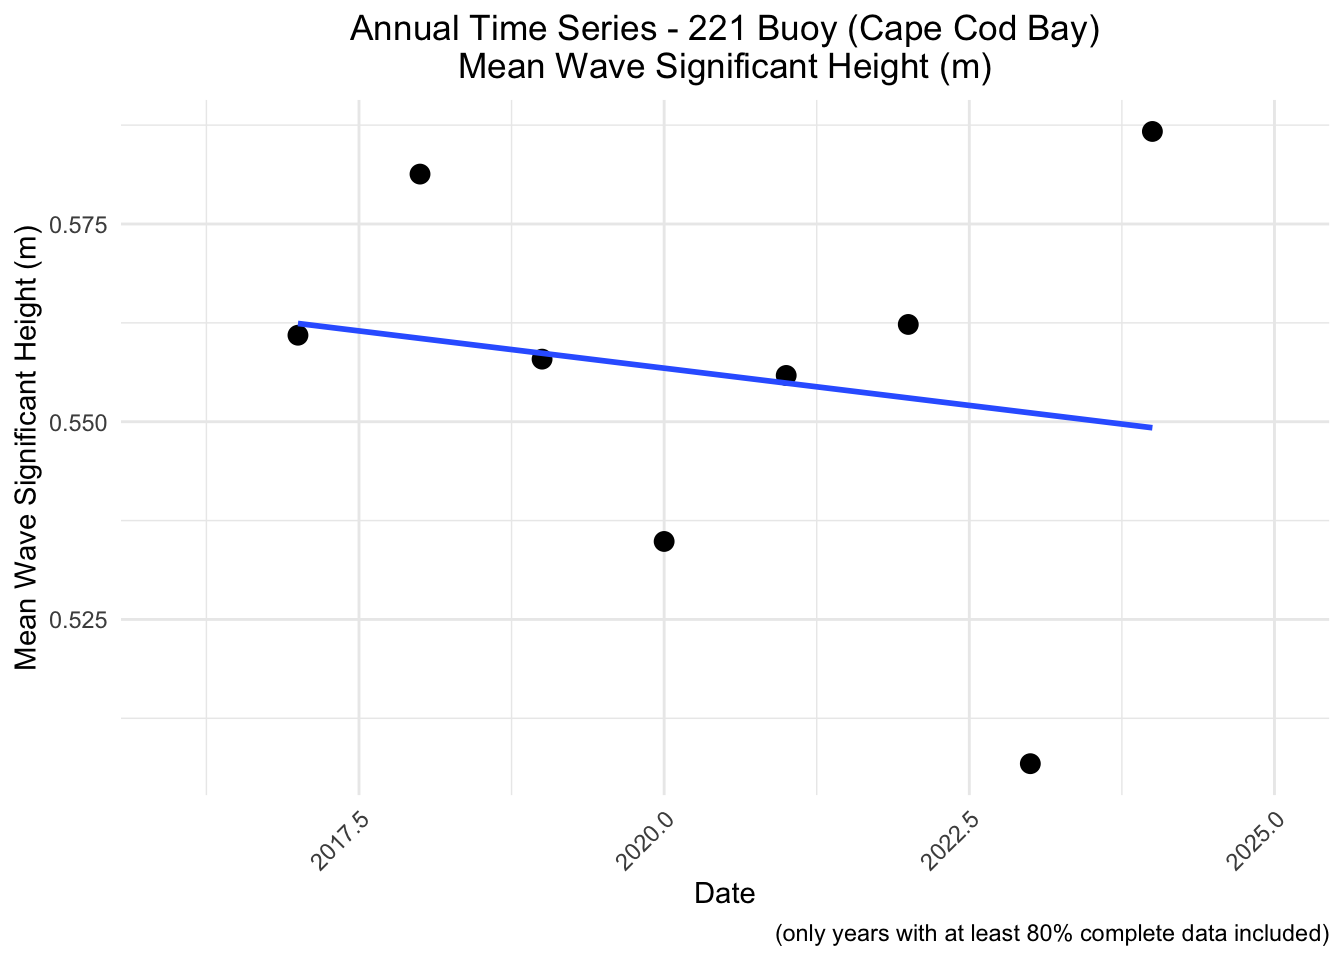 Annual Time Series - 221 Buoy (Cape Cod Bay)
Mean Wave Significant Height (m)
Mean Wave Significant Height (m)
0.575
0.550
0.525
2017.5
2020.0
2022.5
2025.0
Date
(only years with at least 80% complete data included)